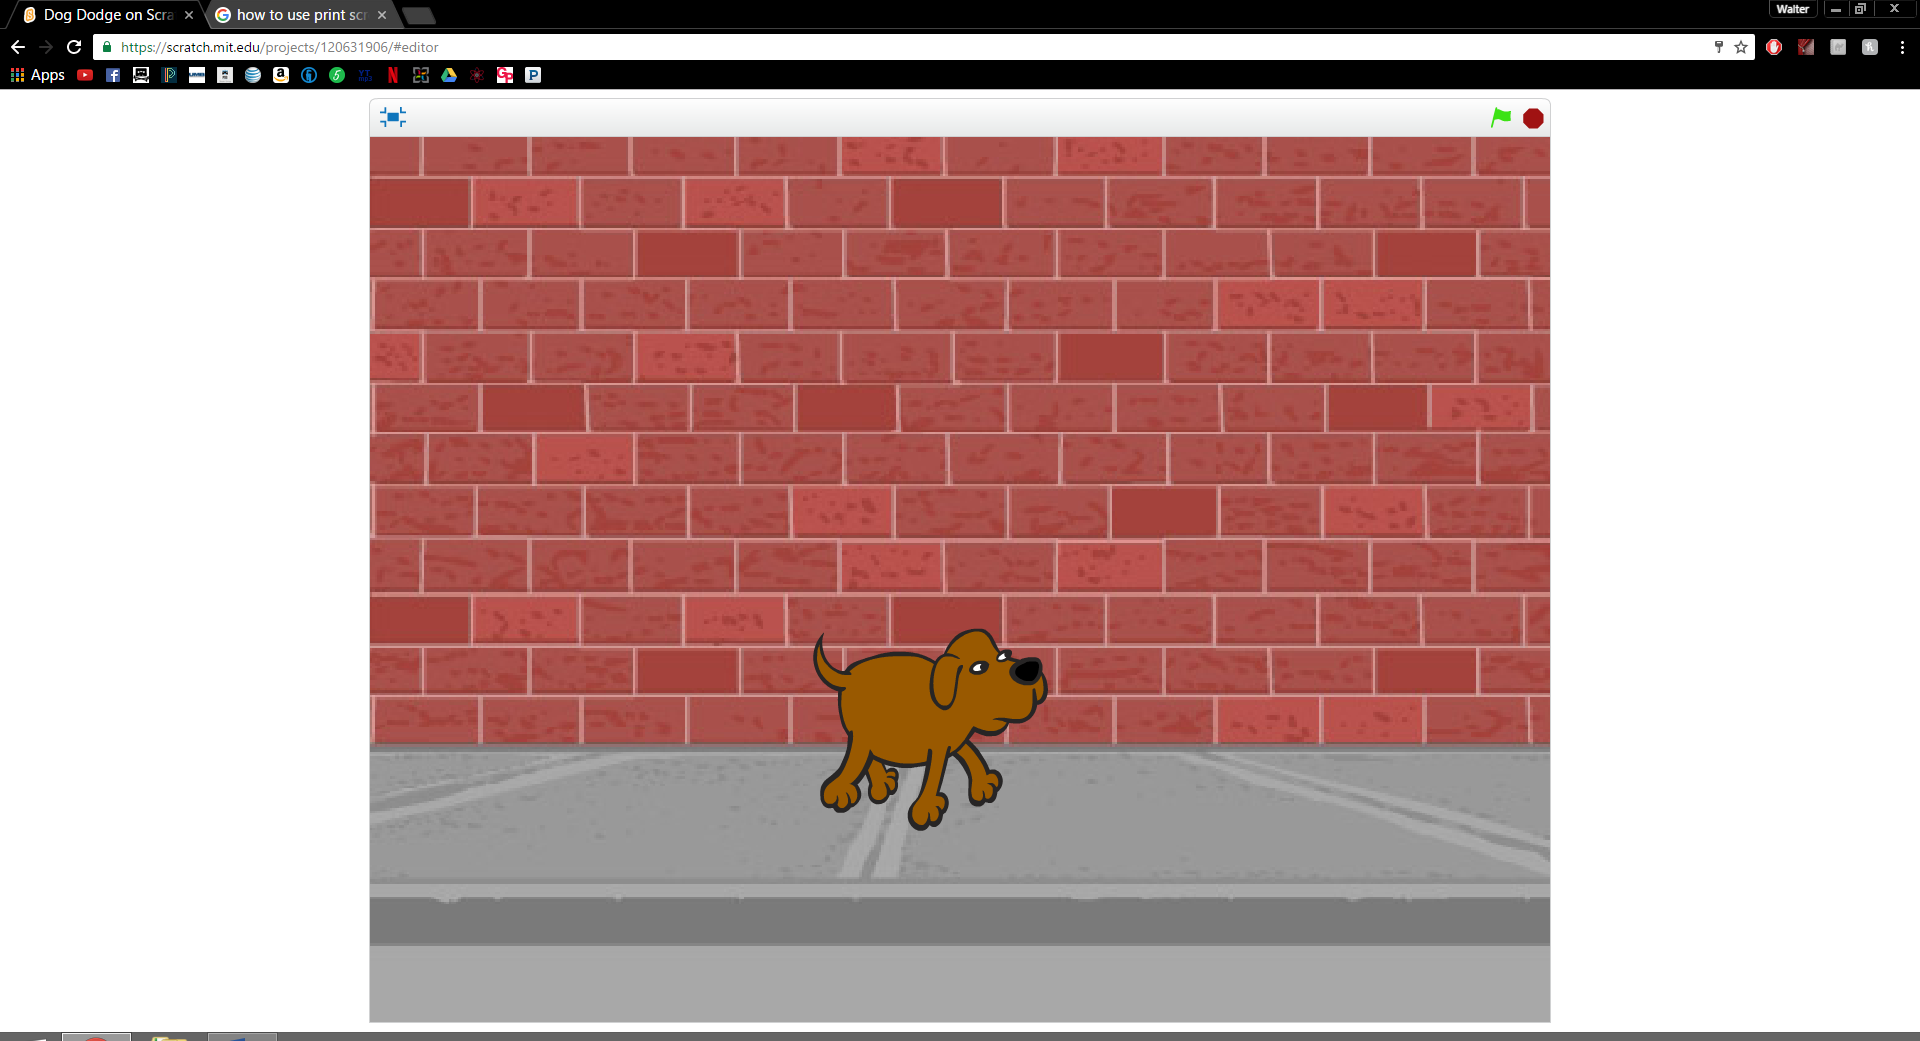 Dog Dodge on Scra
how to use print scr
Walter
https://scratch.mit.edu/projects/120631906/#editor
Apps